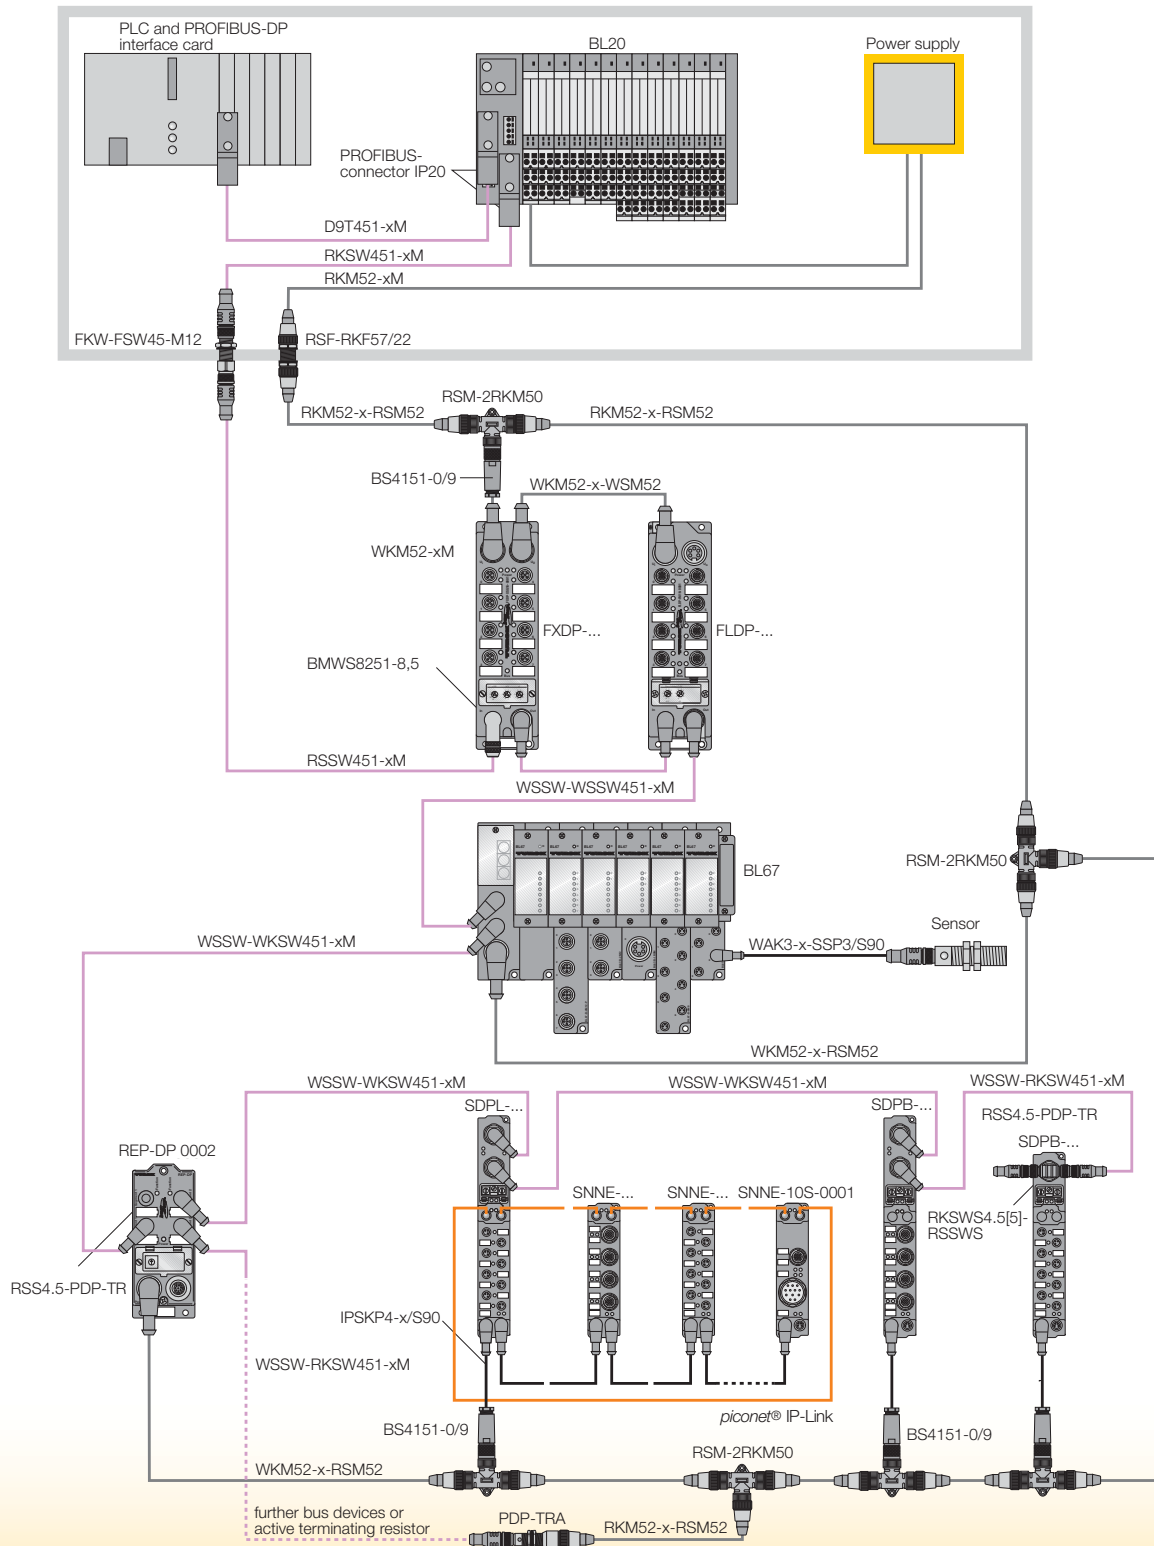 PLC and PROFIBUS-DP
interface card
BL20
Power supply
PROFIBUS-
connector IP20
D9T451-xM
RKSW451-xM
RKM52-xM
FKW-FSW45-M12
RSF-RKF57/22
RSM-2RKM50
RKM52-x-RSM52
RKM52-x-RSM52
BS4151-0/9
WKM52-x-WSM52
WKM52-xM
FXDP-...
FLDP-...
BMWS8251-8,5
RSSW451-xM
WSSW-WSSW451-xM
RSM-2RKM50
BL67
Sensor
WSSW-WKSW451-xM
WAK3-x-SSP3/S90
WKM52-x-RSM52
WSSW-WKSW451-xM
WSSW-WKSW451-xM
WSSW-RKSW451-xM
SDPL-...
SDPB-...
RSS4.5-PDP-TR
REP-DP 0002
SDPB-...
SNNE-...
SNNE-...
SNNE-10S-0001
RKSWS4.5[5]-
RSSWS
RSS4.5-PDP-TR
IPSKP4-x/S90
WSSW-RKSW451-xM
piconet® IP-Link
BS4151-0/9
BS4151-0/9
RSM-2RKM50
WKM52-x-RSM52
further bus devices or
active terminating resistor
PDP-TRA
RKM52-x-RSM52